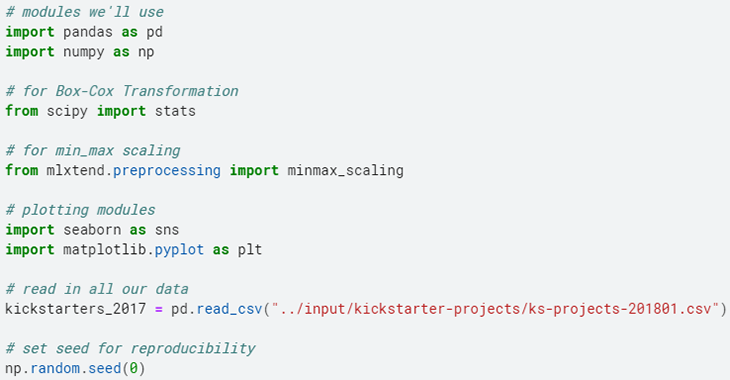 # modules we'll use
import pandas as pd
import numpy as np
# for Box-Cox Transformation
from scipy import stats
# for min_max scaling
from mlxtend.preprocessing import minmax_scaling
# plotting modules
import seaborn as sns
import matplotlib.pyplot as plt
# read in all our data
kickstarters_2017 = pd.read_csv("../input/kickstarter-projects/ks-projects-201801.csv")
# set seed for reproducibility
np.random.seed(0)